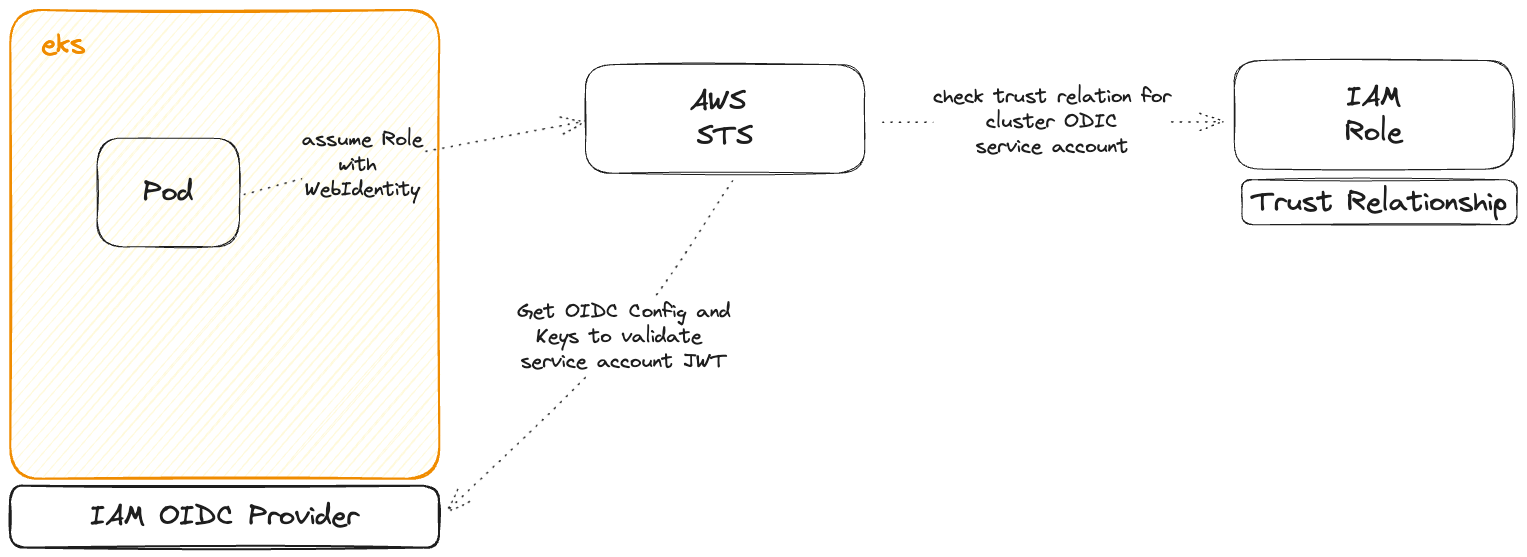 eks
Pod
assume Role
with
WebIdentity
AWS
STS
check trust relation for
cluster ODIC
service account
IAM
Role
Trust Relationship
Get OIDC Config and
Keys to validate
service account JWT
IAM OIDC Provider